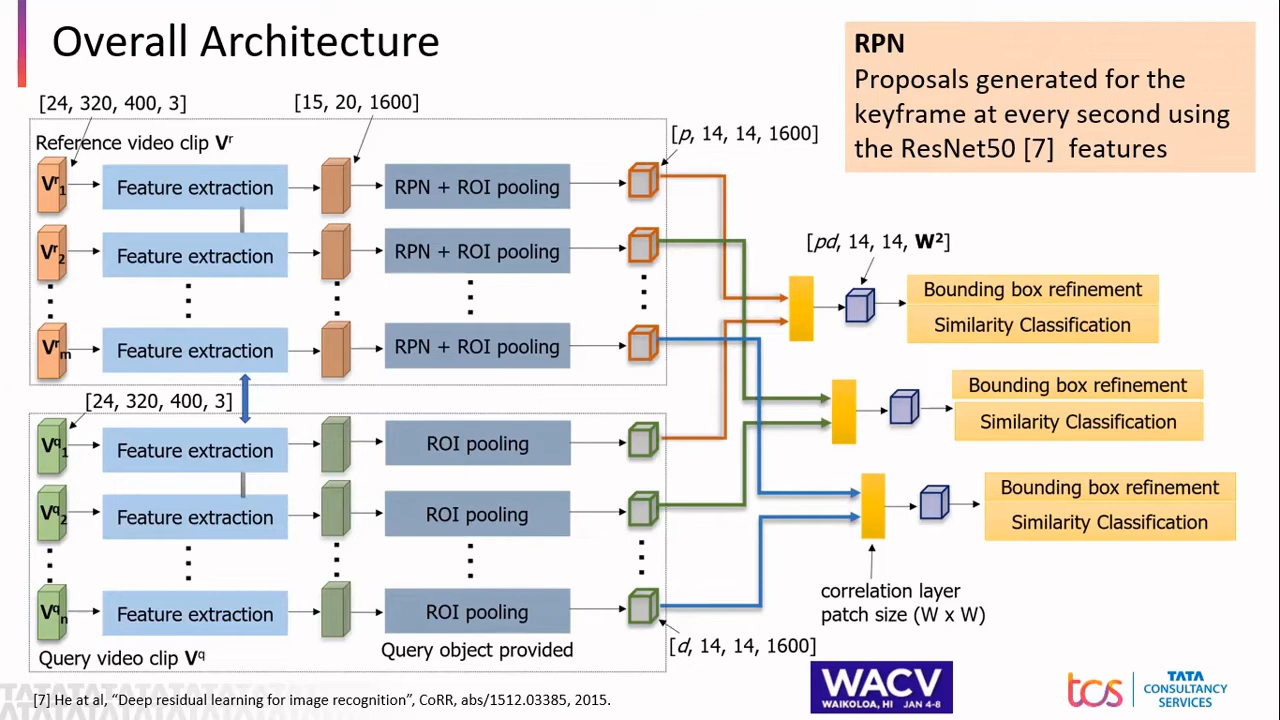 Overall Architecture
RPN
Proposals generated for the
keyframe at every second using
the ResNet50 [7] features
[24, 320, 400, 3]
[15, 20, 1600]
[p, 14, 14, 1600]
Reference video clip Vʳ
Vʳ₁
Feature extraction
RPN + ROI pooling
Vʳ₂
Feature extraction
RPN + ROI pooling
Vʳₘ
Feature extraction
RPN + ROI pooling
[pd, 14, 14, W²]
Bounding box refinement
Similarity Classification
Bounding box refinement
Similarity Classification
Bounding box refinement
Similarity Classification
[24, 320, 400, 3]
V^q₁
Feature extraction
ROI pooling
V^q₂
Feature extraction
ROI pooling
V^qₙ
Feature extraction
ROI pooling
Query video clip V^q
Query object provided
[d, 14, 14, 1600]
correlation layer
patch size (W x W)
[7] He at al, “Deep residual learning for image recognition”, CoRR, abs/1512.03385, 2015.
WACV
WAIKOLOA, HI JAN 4-8
tcs
TATA
CONSULTANCY
SERVICES